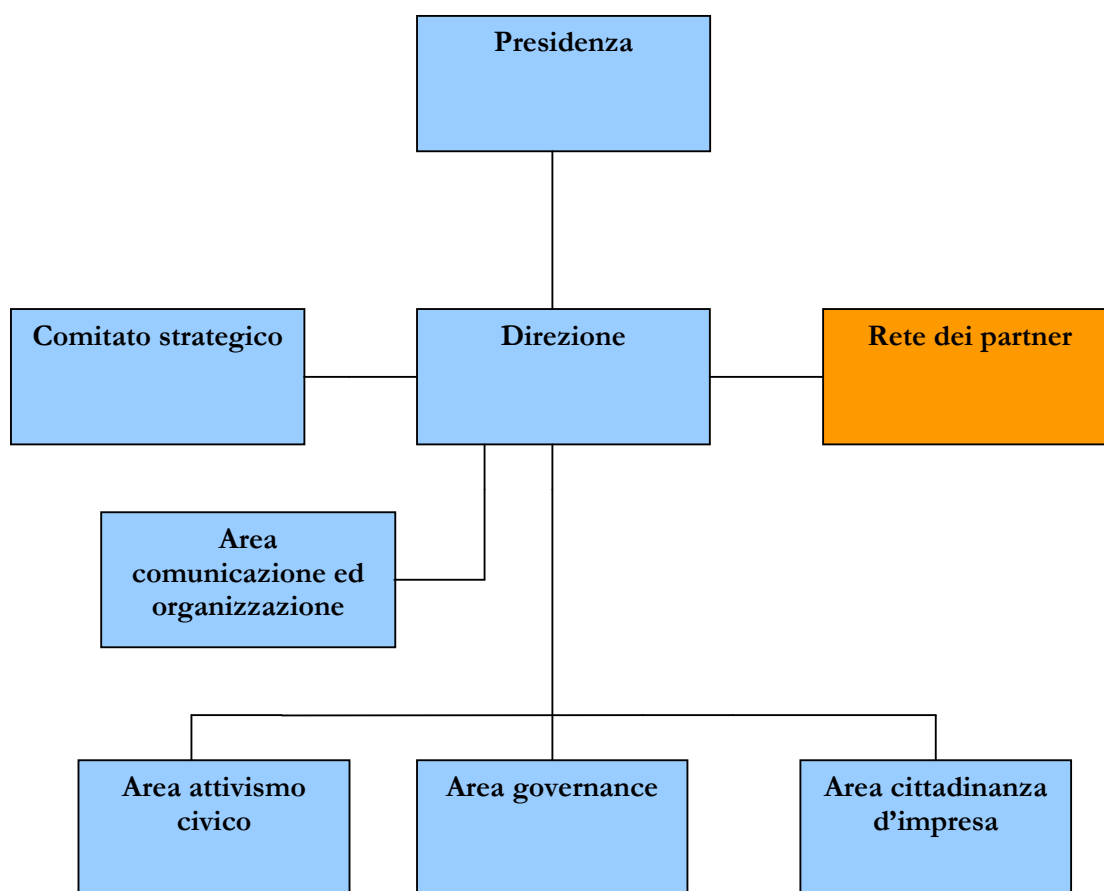 Presidenza
Comitato strategico
Direzione
Rete dei partner
Area
comunicazione ed
organizzazione
Area attivismo
civico
Area governance
Area cittadinanza
d’impresa